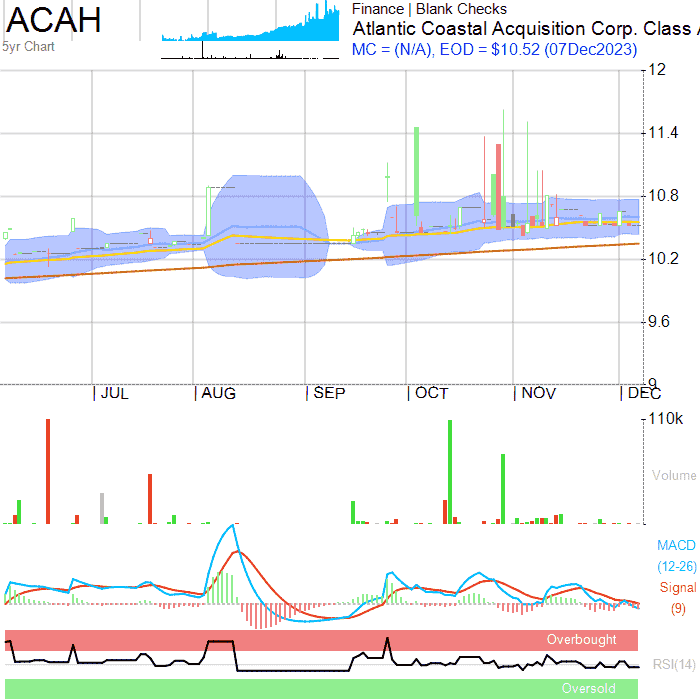 ACAH
5yr Chart
Finance | Blank Checks
Atlantic Coastal Acquisition Corp. Class A
MC = (N/A), EOD = $10.52 (07Dec2023)
12
11.4
10.8
10.2
9.6
9
JUL
AUG
SEP
OCT
NOV
DEC
110k
Volume
MACD
(12-26)
Signal
(9)
Overbought
RSI(14)
Oversold